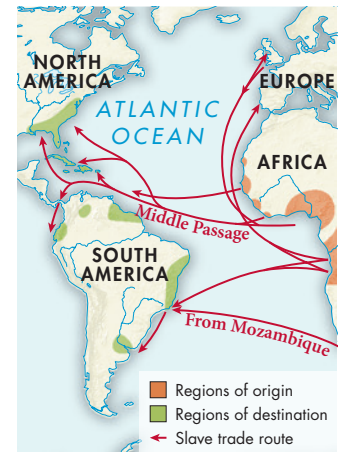 NORTH
AMERICA
EUROPE
ATLANTIC
OCEAN
AFRICA
Middle Passage
SOUTH
AMERICA
From Mozambique
Regions of origin
Regions of destination
Slave trade route